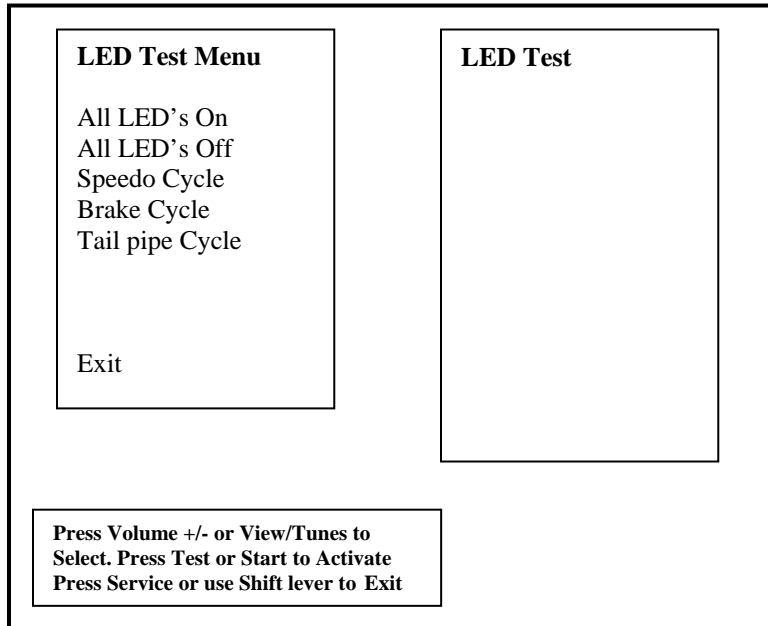 LED Test Menu
All LED’s On
All LED’s Off
Speedo Cycle
Brake Cycle
Tail pipe Cycle
Exit
LED Test
Press Volume +/- or View/Tunes to
Select. Press Test or Start to Activate
Press Service or use Shift lever to Exit